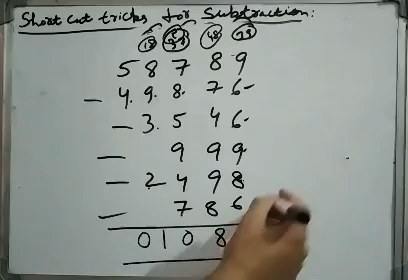 Short cut tricks for Subtraction:
5 8 7 8 9
- 4 9 8 7 6
- 3 5 4 6
- 9 9 9
- 2 4 9 8
- 7 8 6
0 1 0 8